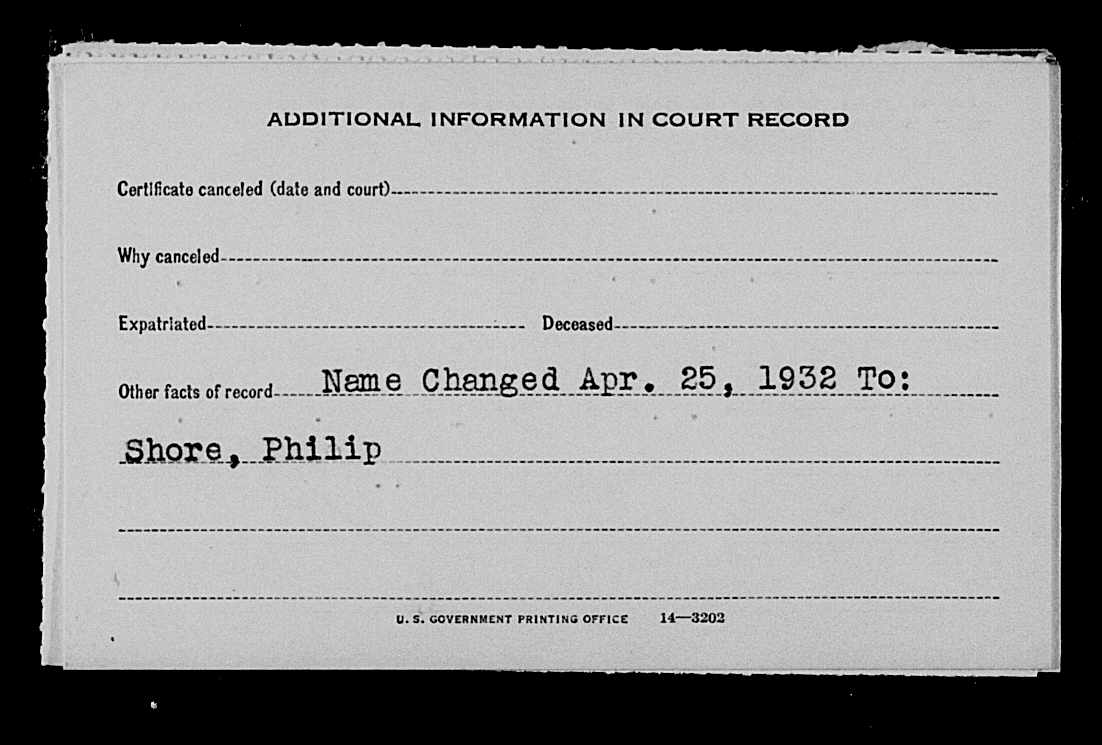 ADDITIONAL INFORMATION IN COURT RECORD
Certificate canceled (date and court)
Why canceled
Expatriated Deceased
Other facts of record Name Changed Apr. 25, 1932 To:
Shore, Philip
U. S. GOVERNMENT PRINTING OFFICE 14—3202